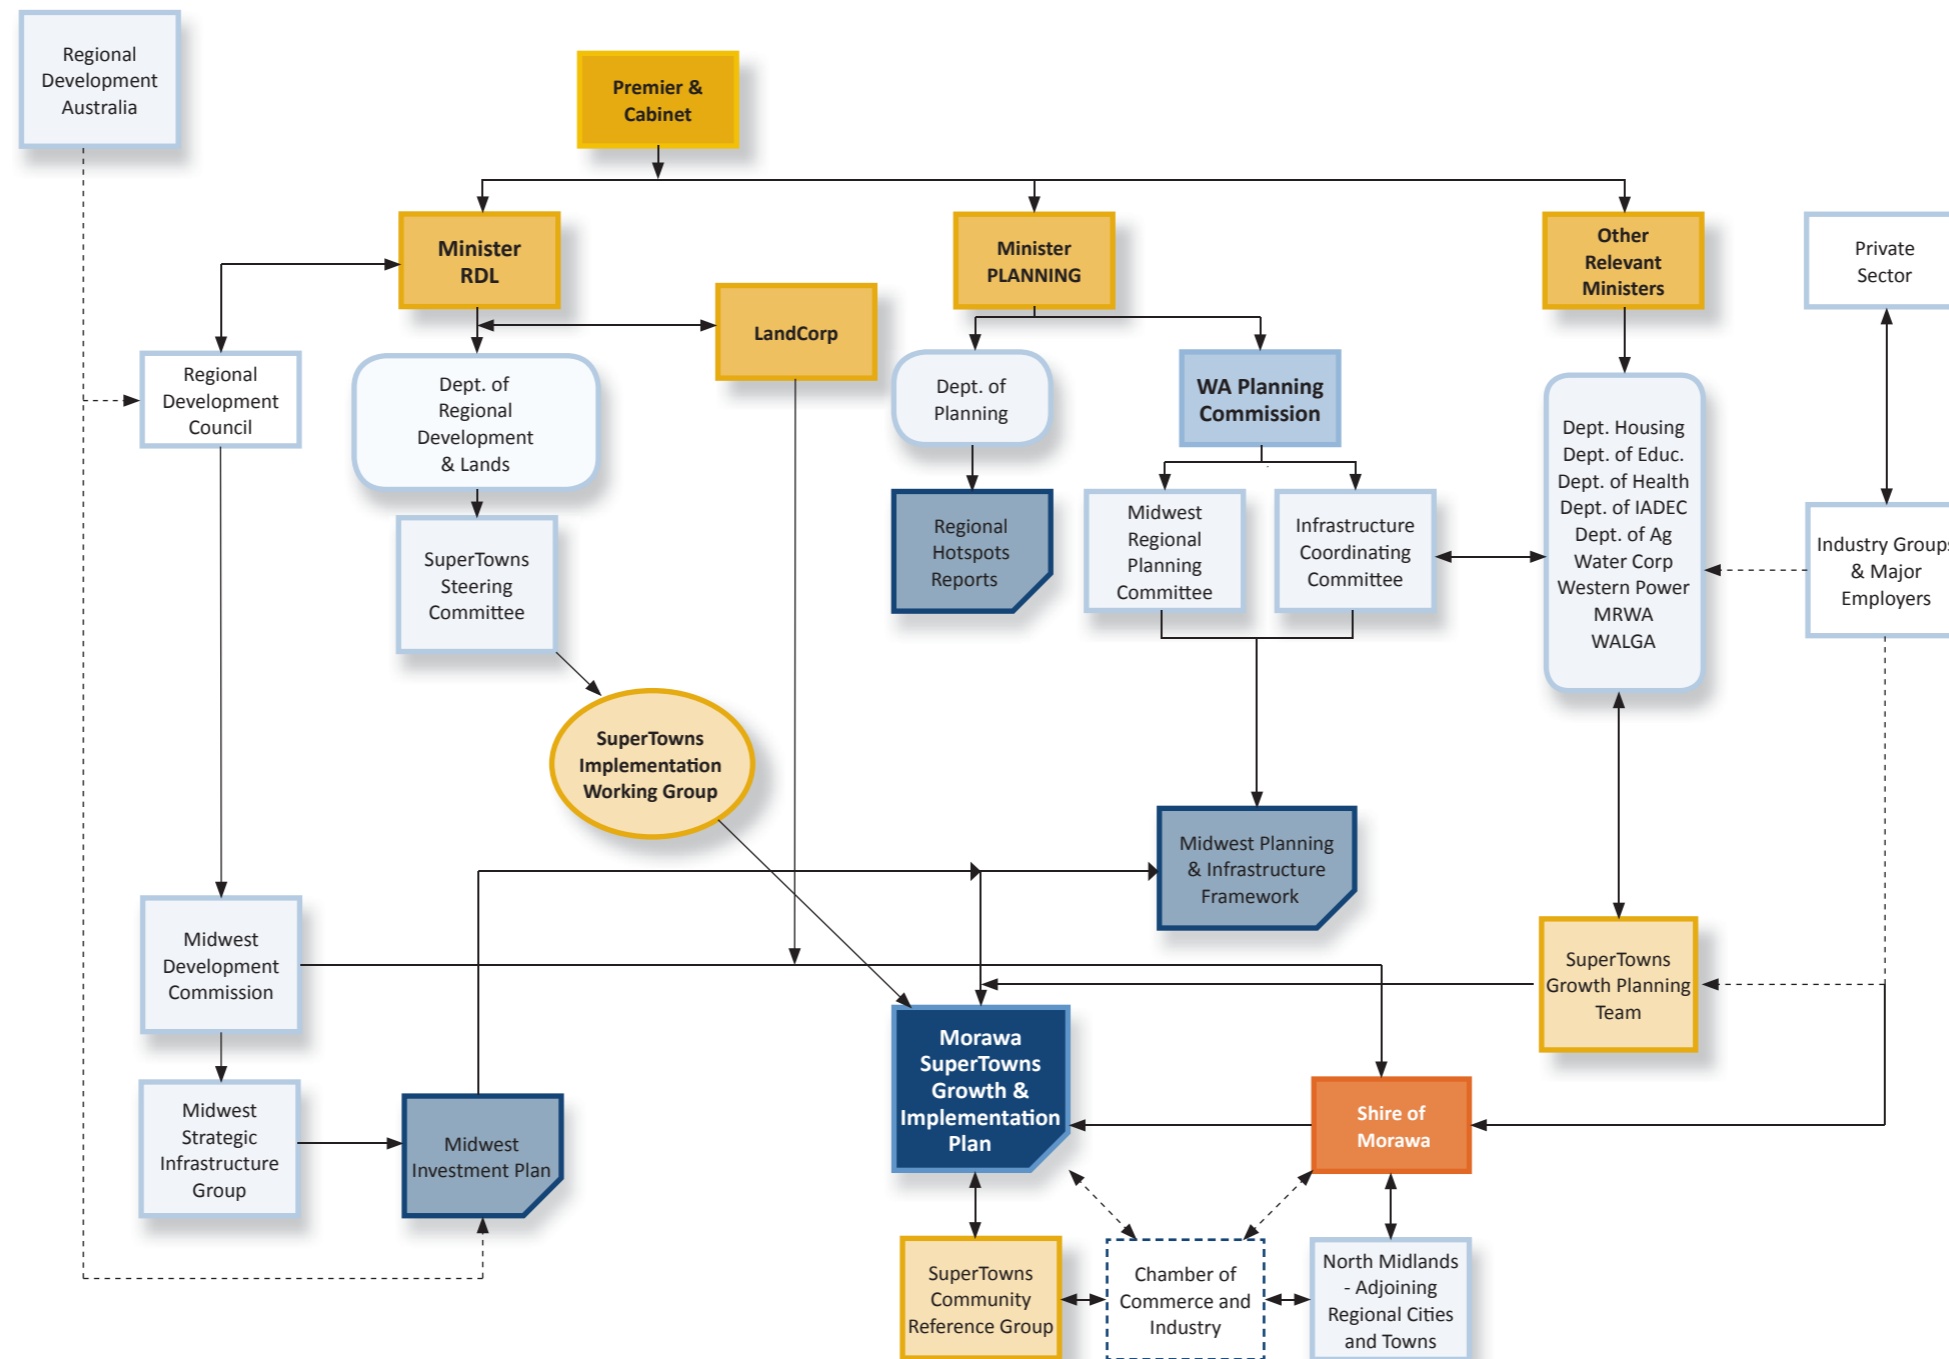 Regional
Development
Australia
Premier &
Cabinet
Minister
RDL
Minister
PLANNING
Other
Relevant
Ministers
Private
Sector
LandCorp
Regional
Development
Council
Dept. of
Regional
Development
& Lands
Dept. of
Planning
WA Planning
Commission
Dept. Housing
Dept. of Educ.
Dept. of Health
Dept. of IADEC
Dept. of Ag
Water Corp
Western Power
MRWA
WALGA
SuperTowns
Steering
Committee
Regional
Hotspots
Reports
Midwest
Regional
Planning
Committee
Infrastructure
Coordinating
Committee
Industry Groups
& Major
Employers
SuperTowns
Implementation
Working Group
Midwest Planning
& Infrastructure
Framework
Midwest
Development
Commission
SuperTowns
Growth Planning
Team
Morawa
SuperTowns
Growth &
Implementation
Plan
Midwest
Strategic
Infrastructure
Group
Midwest
Investment Plan
Shire of
Morawa
SuperTowns
Community
Reference Group
Chamber of
Commerce and
Industry
North Midlands
- Adjoining
Regional Cities
and Towns